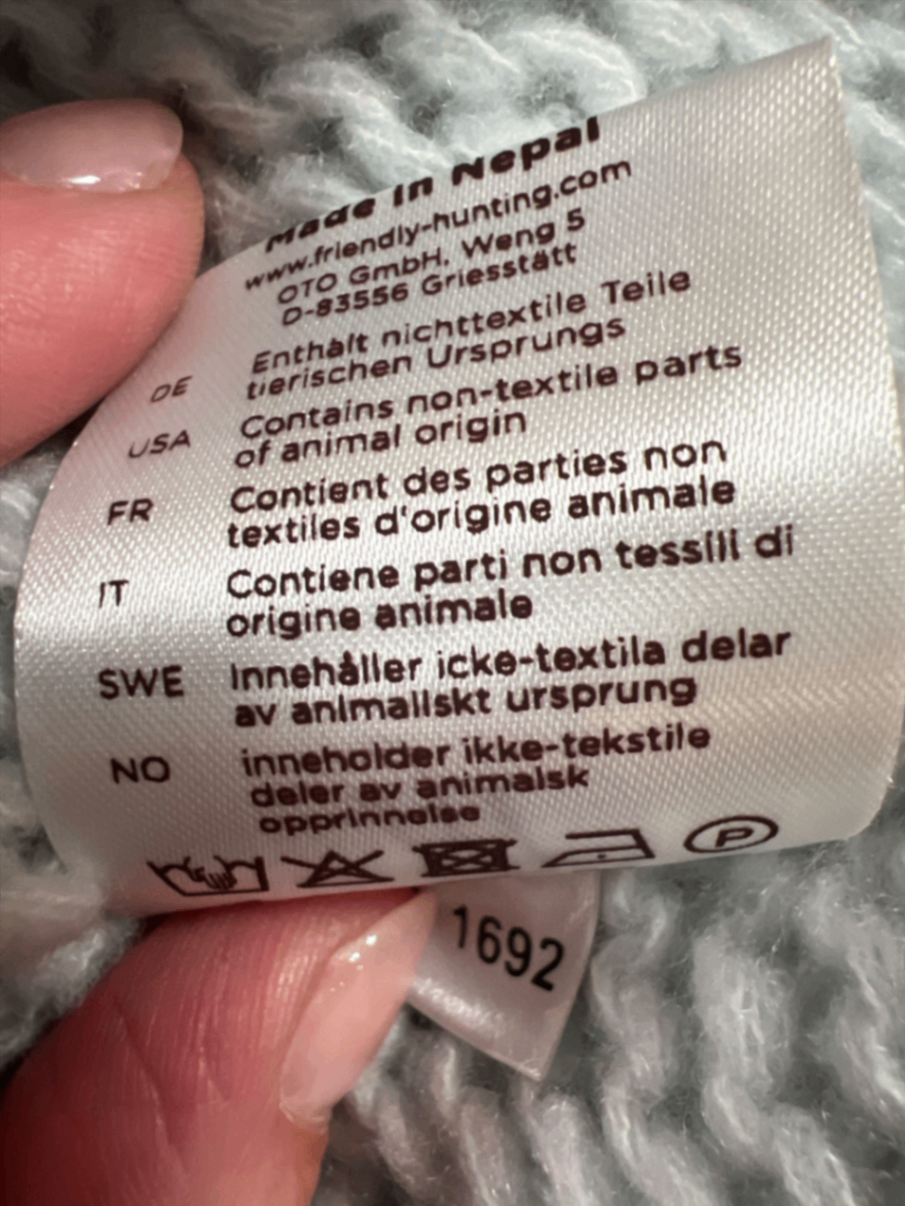 Made in Nepal
www.friendly-hunting.com
OTO GmbH, Weng 5
D-83556 Griesstätt
DE Enthält nichttextile Teile
tierischen Ursprungs
USA Contains non-textile parts
of animal origin
FR Contient des parties non
textiles d'origine animale
IT Contiene parti non tessili di
origine animale
SWE Innehåller icke-textila delar
av animaliskt ursprung
NO inneholder ikke-tekstile
deler av animalsk
opprinnelse
P
1692